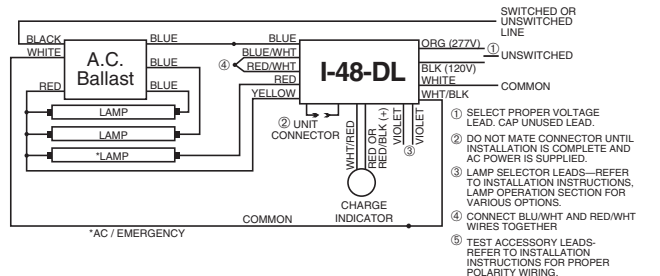 SWITCHED OR
UNSWITCHED
LINE
BLACK
BLUE
BLUE
ORG (277V)
①
UNSWITCHED
WHITE
A.C.
Ballast
BLUE
BLUE/WHT
④
RED/WHT
I-48-DL
BLK (120V)
RED
BLUE
RED
WHITE
COMMON
YELLOW
WHT/BLK
LAMP
LAMP
*LAMP
② UNIT
CONNECTOR
WHT/RED
RED OR
RED/BLK (+)
VIOLET
③
VIOLET
CHARGE
INDICATOR
COMMON
*AC / EMERGENCY
① SELECT PROPER VOLTAGE
LEAD. CAP UNUSED LEAD.
② DO NOT MATE CONNECTOR UNTIL
INSTALLATION IS COMPLETE AND
AC POWER IS SUPPLIED.
③ LAMP SELECTOR LEADS—REFER
TO INSTALLATION INSTRUCTIONS,
LAMP OPERATION SECTION FOR
VARIOUS OPTIONS.
④ CONNECT BLU/WHT AND RED/WHT
WIRES TOGETHER
⑤ TEST ACCESSORY LEADS-
REFER TO INSTALLATION
INSTRUCTIONS FOR PROPER
POLARITY WIRING.